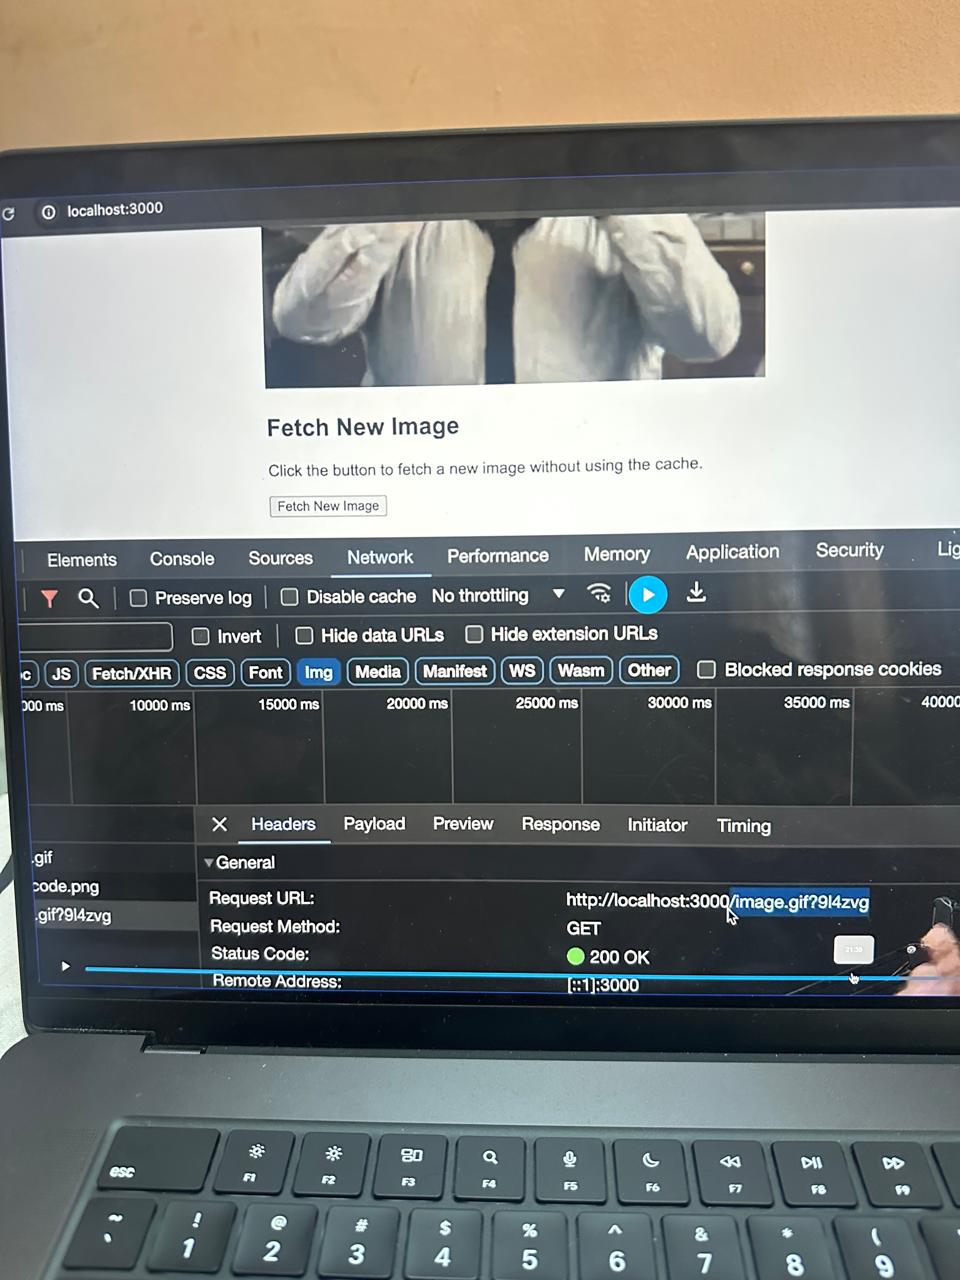 localhost:3000
Fetch New Image
Click the button to fetch a new image without using the cache.
Fetch New Image
Elements Console Sources Network Performance Memory Application Security Lig
Preserve log Disable cache No throttling
Invert Hide data URLs Hide extension URLs
c JS Fetch/XHR CSS Font Img Media Manifest WS Wasm Other Blocked response cookies
000 ms 10000 ms 15000 ms 20000 ms 25000 ms 30000 ms 35000 ms 40000
Headers Payload Preview Response Initiator Timing
.gif
code.png
.gif?9l4zvg
General
Request URL: http://localhost:3000/image.gif?9l4zvg
Request Method: GET
Status Code: 200 OK
Remote Address: [::1]:3000
esc F1 F2 F3 F4 F5 F6 F7 F8 F9
~ ! @ # $ % ^ & * (
` 1 2 3 4 5 6 7 8 9